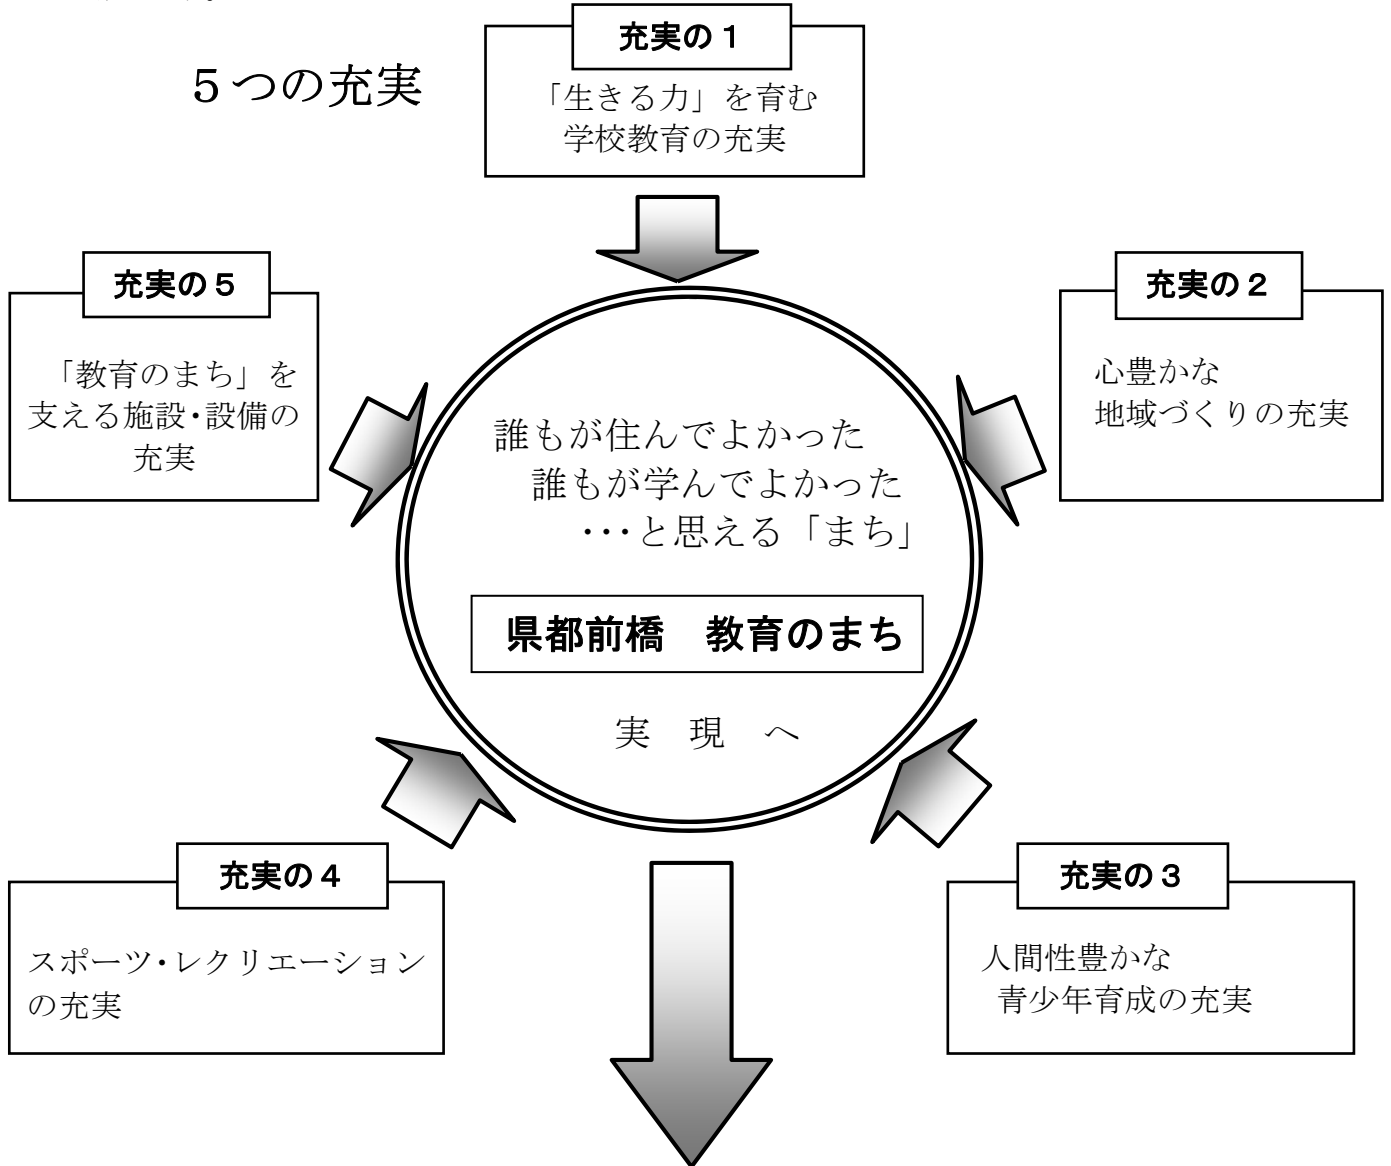 5つの充実
充実の1
「生きる力」を育む
学校教育の充実
充実の5
「教育のまち」を
支える施設・設備の
充実
充実の2
心豊かな
地域づくりの充実
誰もが住んでよかった
誰もが学んでよかった
・・・と思える「まち」
県都前橋　教育のまち
実　現　へ
充実の4
スポーツ・レクリエーション
の充実
充実の3
人間性豊かな
青少年育成の充実